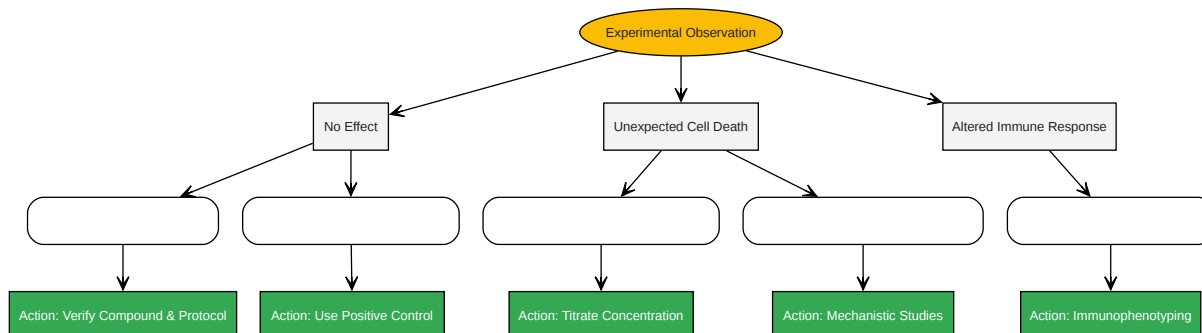 Experimental Observation
No Effect
Unexpected Cell Death
Altered Immune Response
Action: Verify Compound & Protocol
Action: Use Positive Control
Action: Titrate Concentration
Action: Mechanistic Studies
Action: Immunophenotyping